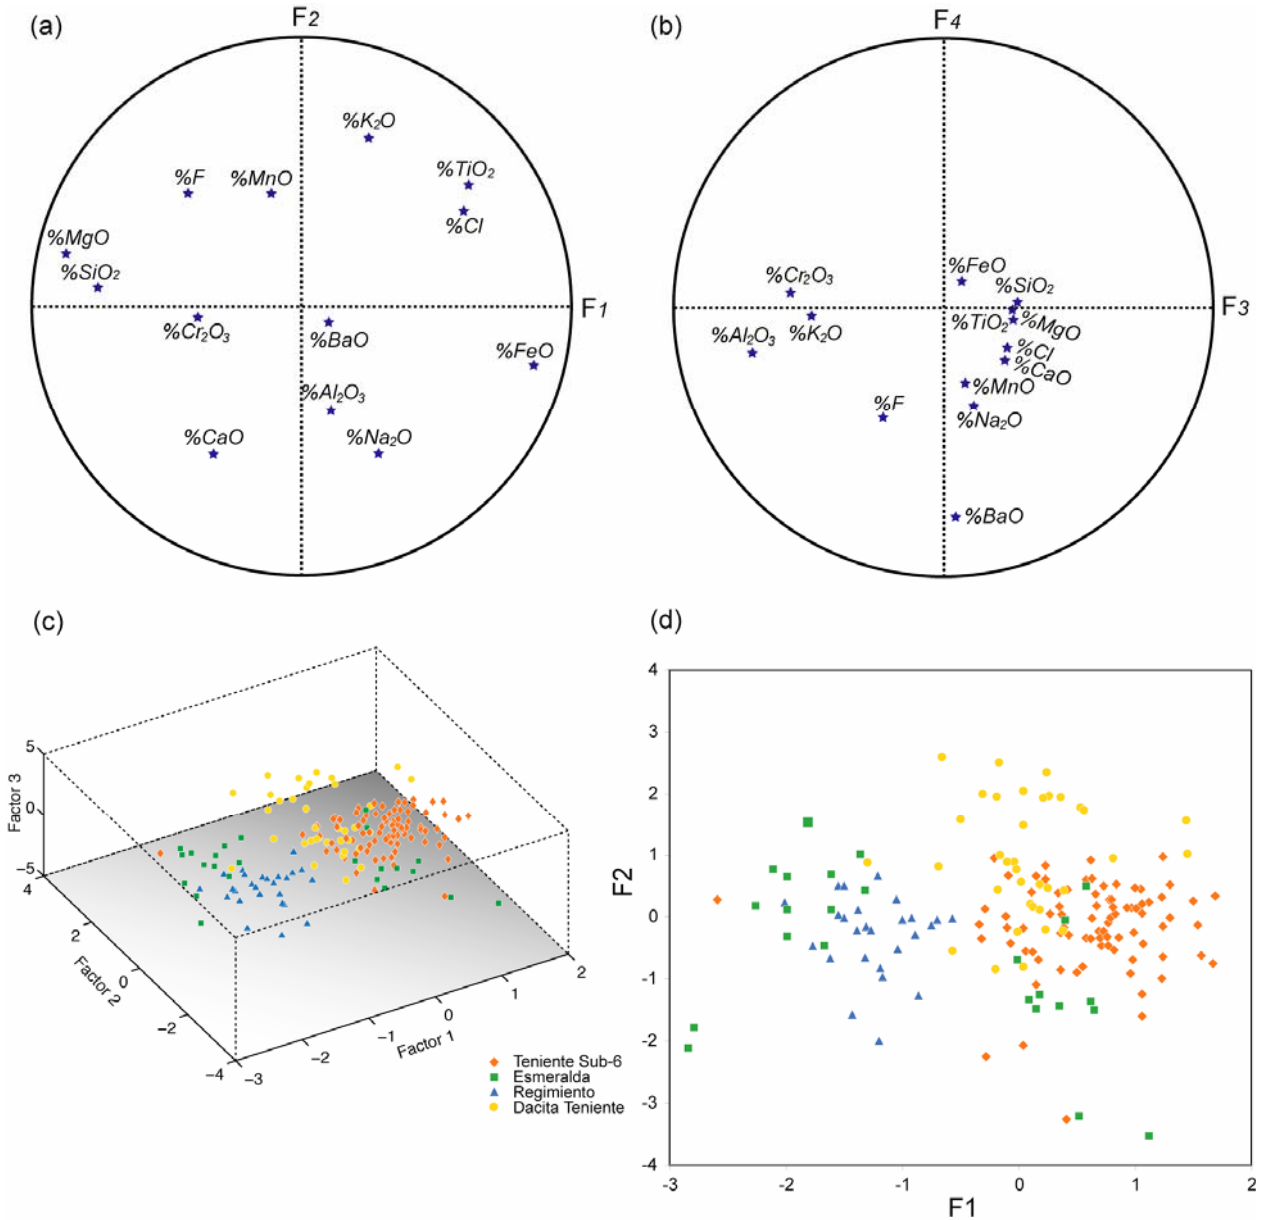 (a)
F2
%K2O
%TiO2
%F
%MnO
%Cl
%MgO
%SiO2
F1
%Cr2O3
%BaO
%FeO
%Al2O3
%CaO
%Na2O
(b)
F4
%Cr2O3
%FeO
%SiO2
F3
%Al2O3
%K2O
%TiO2
%MgO
%Cl
%CaO
%MnO
%F
%Na2O
%BaO
(c)
5
0
−5
Factor 3
4
2
0
−2
−4
Factor 2
−3
−2
−1
0
1
2
Factor 1
Teniente Sub-6
Esmeralda
Regimiento
Dacita Teniente
(d)
4
3
2
1
0
-1
-2
-3
-4
F2
-3
-2
-1
0
1
2
F1